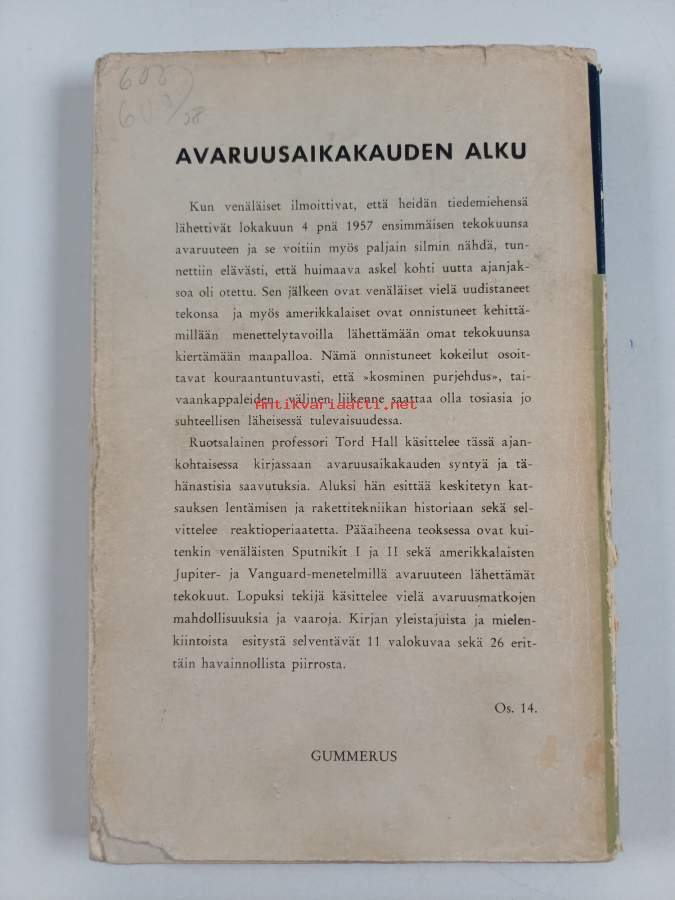 603
603/58
AVARUUSAIKAKAUDEN ALKU
Kun venäläiset ilmoittivat, että heidän tiedemiehensä
lähettivät lokakuun 4 pnä 1957 ensimmäisen tekokuunsa
avaruuteen ja se voitiin myös paljain silmin nähdä, tun-
nettiin elävästi, että huimaava askel kohti uutta ajanjak-
soa oli otettu. Sen jälkeen ovat venäläiset vielä uudistaneet
tekonsa ja myös amerikkalaiset ovat onnistuneet kehittä-
millään menettelytavoilla lähettämään omat tekokuunsa
kiertämään maapalloa. Nämä onnistuneet kokeilut osoit-
tavat kouraantuntuvasti, että »kosminen purjehdus», tai-
vaankappaleiden välinen liikenne saattaa olla tosiasia jo
antikvariaatti.net
suhteellisen läheisessä tulevaisuudessa.
Ruotsalainen professori Tord Hall käsittelee tässä ajan-
kohtaisessa kirjassaan avaruusaikakauden syntyä ja tä-
hänastisia saavutuksia. Aluksi hän esittää keskitetyn kat-
sauksen lentämisen ja rakettitekniikan historiaan sekä sel-
vittelee reaktioperiaatetta. Pääaiheena teoksessa ovat kui-
tenkin venäläisten Sputnikit I ja II sekä amerikkalaisten
Jupiter- ja Vanguard-menetelmillä avaruuteen lähettämät
tekokuut. Lopuksi tekijä käsittelee vielä avaruusmatkojen
mahdollisuuksia ja vaaroja. Kirjan yleistajuista ja mielen-
kiintoista esitystä selventävät 11 valokuvaa sekä 26 erit-
täin havainnollista piirrosta.
Os. 14.
GUMMERUS